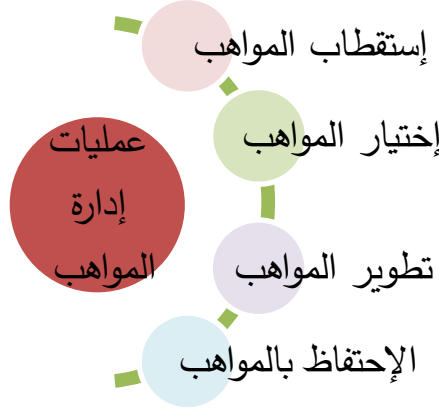 إستقطاب المواهب
إختيار المواهب
عمليات
إدارة
المواهب
تطوير المواهب
الإحتفاظ بالمواهب